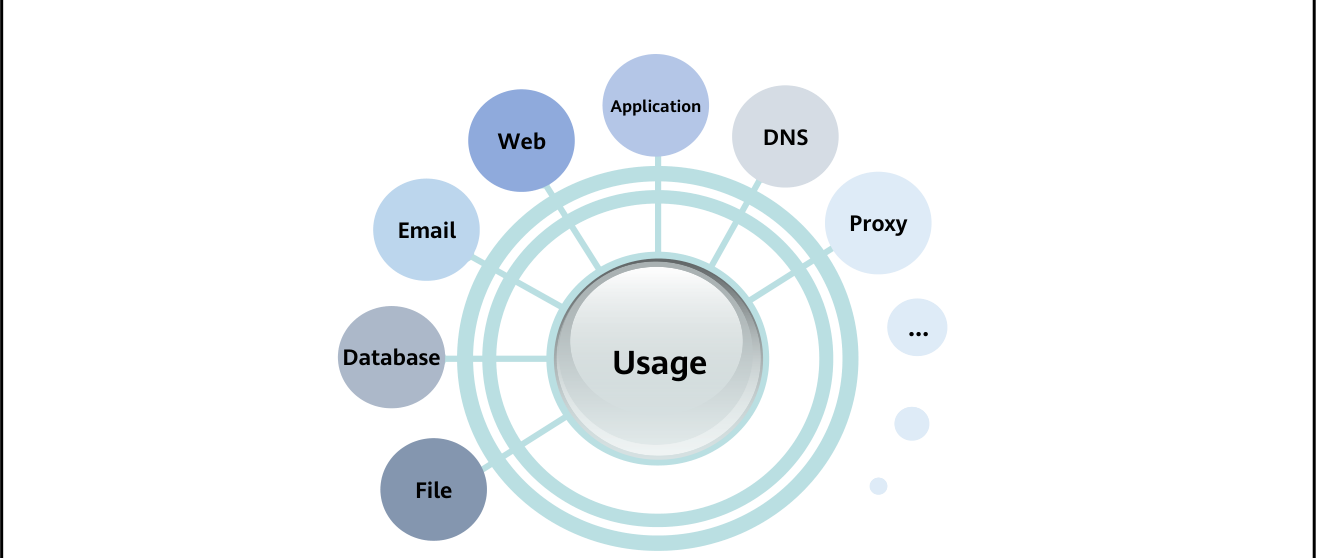 Application
Web
DNS
Proxy
Email
...
Database
Usage
File